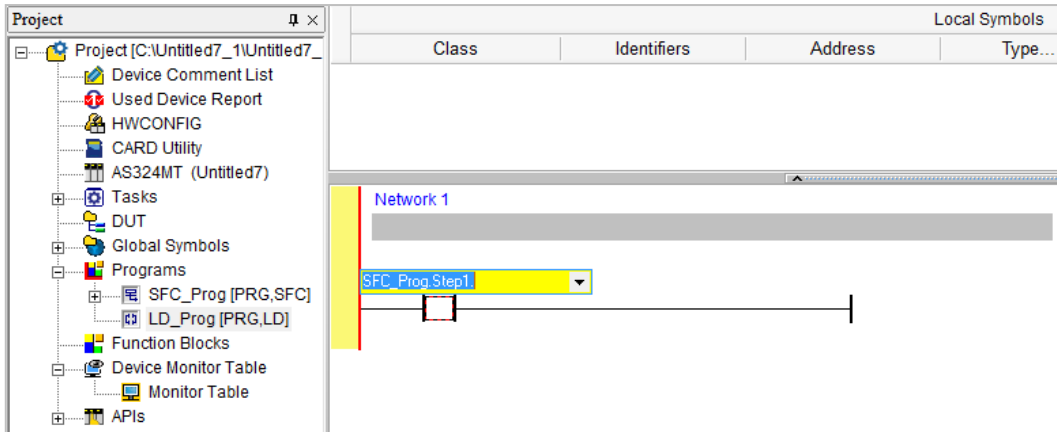 Project
Project [C:\Untitled7_1\Untitled7_
Device Comment List
Used Device Report
HWCONFIG
CARD Utility
AS324MT (Untitled7)
Tasks
DUT
Global Symbols
Programs
SFC_Prog [PRG,SFC]
LD_Prog [PRG,LD]
Function Blocks
Device Monitor Table
Monitor Table
APIs
Local Symbols
Class Identifiers Address Type...
Network 1
SFC_Prog.Step1.